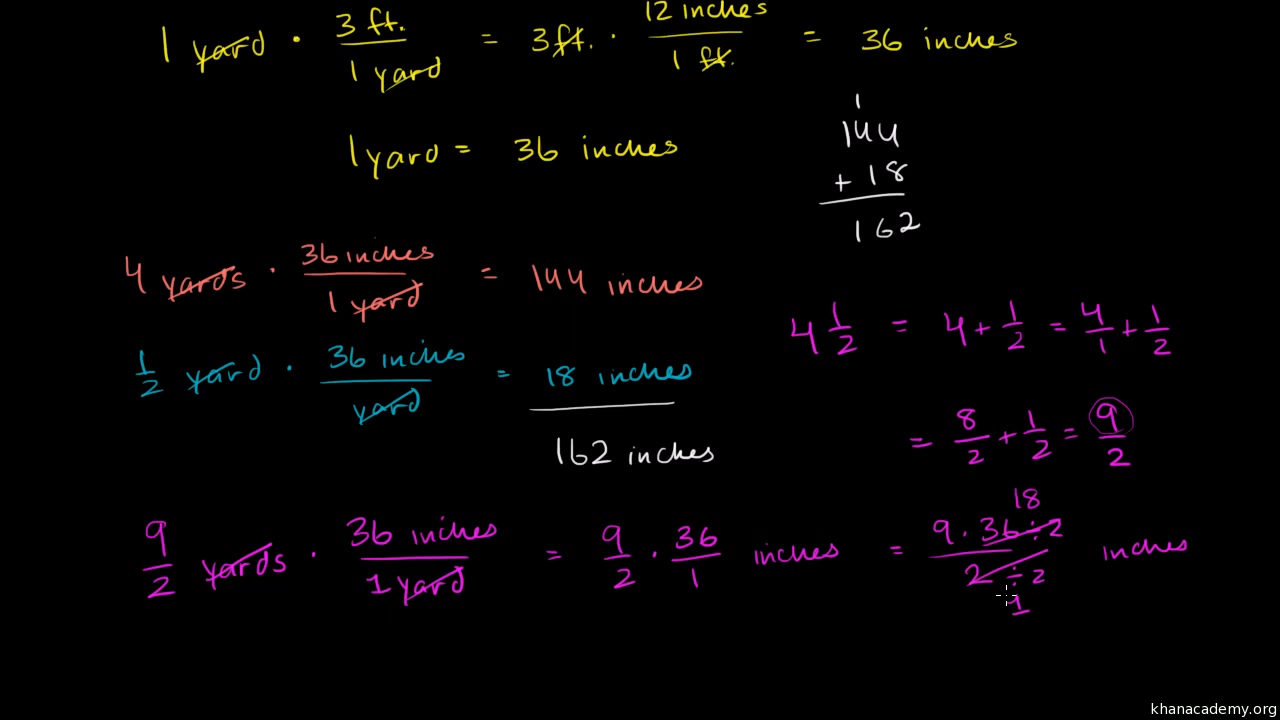 1 yard · 3 ft. / 1 yard = 3 ft. · 12 inches / 1 ft. = 36 inches
1 yard = 36 inches
1
144
+ 18
162
4 yards · 36 inches / 1 yard = 144 inches
1/2 yard · 36 inches / yard = 18 inches
162 inches
4 1/2 = 4 + 1/2 = 4/1 + 1/2
= 8/2 + 1/2 = 9/2
9/2 yards · 36 inches / 1 yard = 9/2 · 36/1 inches = 9 · 36 ÷ 2 / 2 ÷ 2 inches
18
1
khanacademy.org